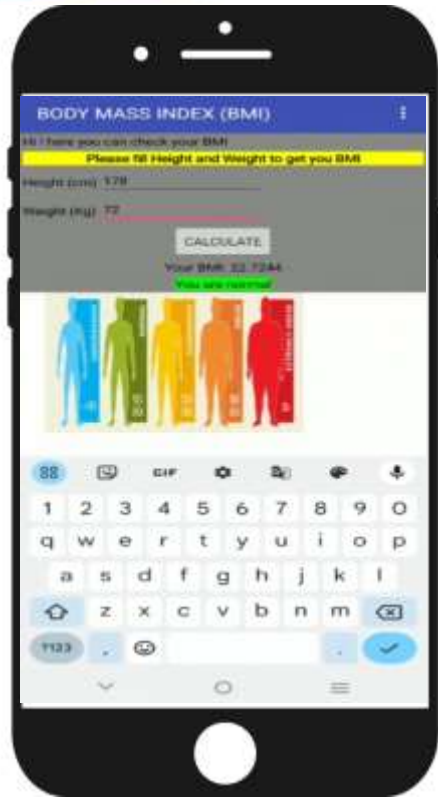 BODY MASS INDEX (BMI)
Hi ! here you can check your BMI
Please fill Height and Weight to get you BMI
Height (cm) 178
Weight (Kg) 72
CALCULATE
Your BMI: 22.7244
You are normal
GIF
1 2 3 4 5 6 7 8 9 0
q w e r t y u i o p
a s d f g h j k l
z x c v b n m
?123 , .